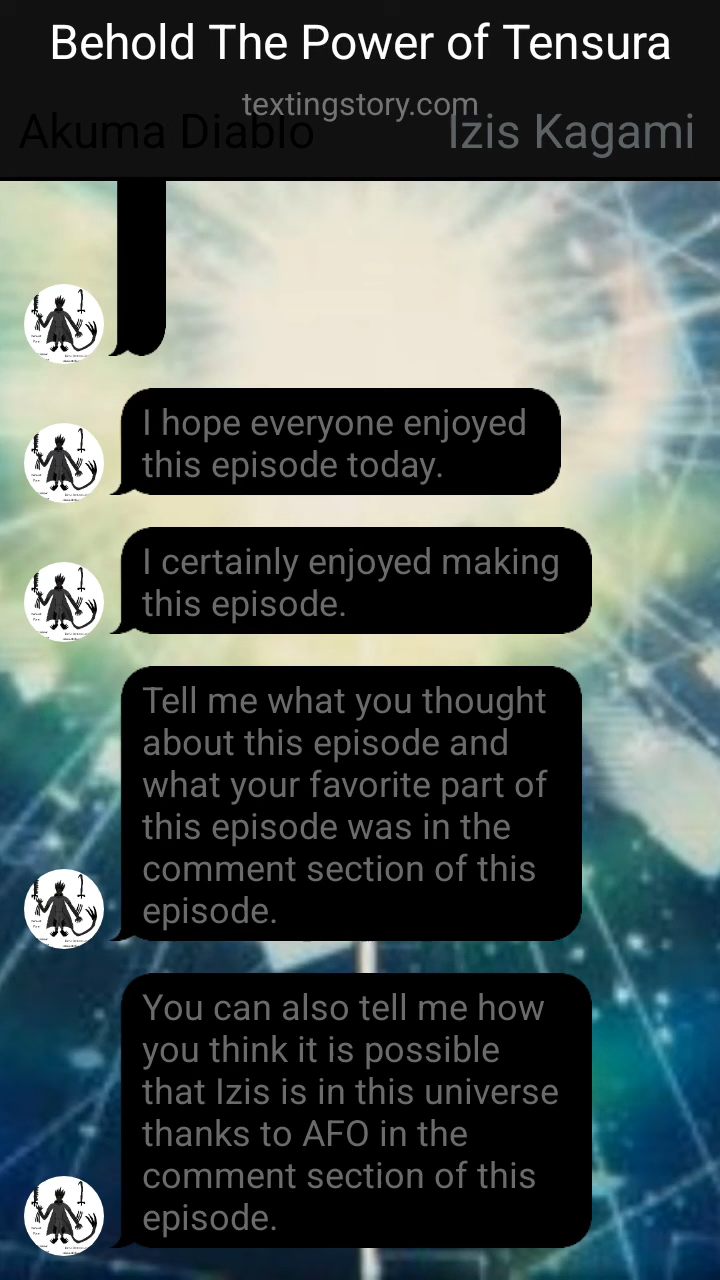 Behold The Power of Tensura
textingstory.com
Akuma Diablo
Izis Kagami
I hope everyone enjoyed
this episode today.
I certainly enjoyed making
this episode.
Tell me what you thought
about this episode and
what your favorite part of
this episode was in the
comment section of this
episode.
You can also tell me how
you think it is possible
that Izis is in this universe
thanks to AFO in the
comment section of this
episode.